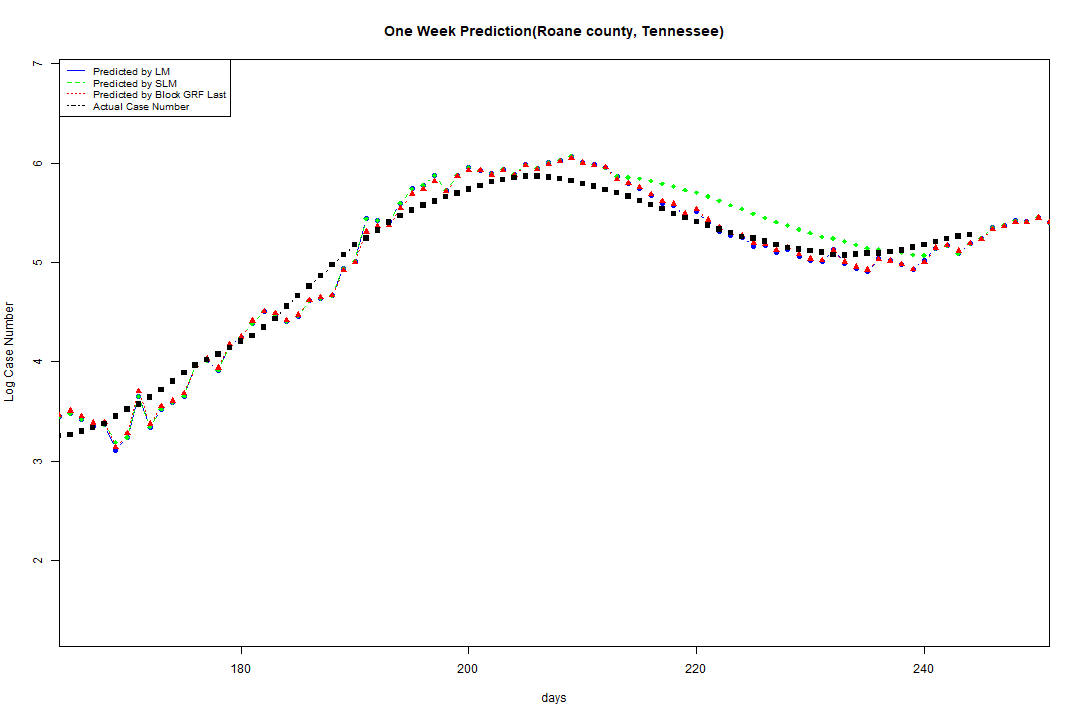 One Week Prediction(Roane county, Tennessee)
7
6
5
4
3
2
Log Case Number
Predicted by LM
Predicted by SLM
Predicted by Block GRF Last
Actual Case Number
180 200 220 240
days